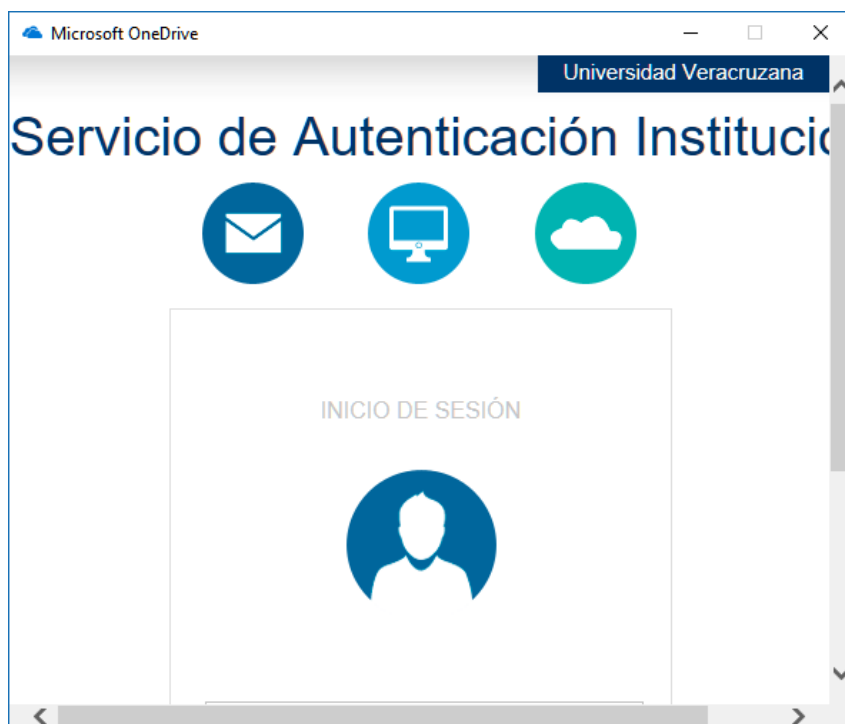 Microsoft OneDrive
Universidad Veracruzana
Servicio de Autenticación Institucio
INICIO DE SESIÓN